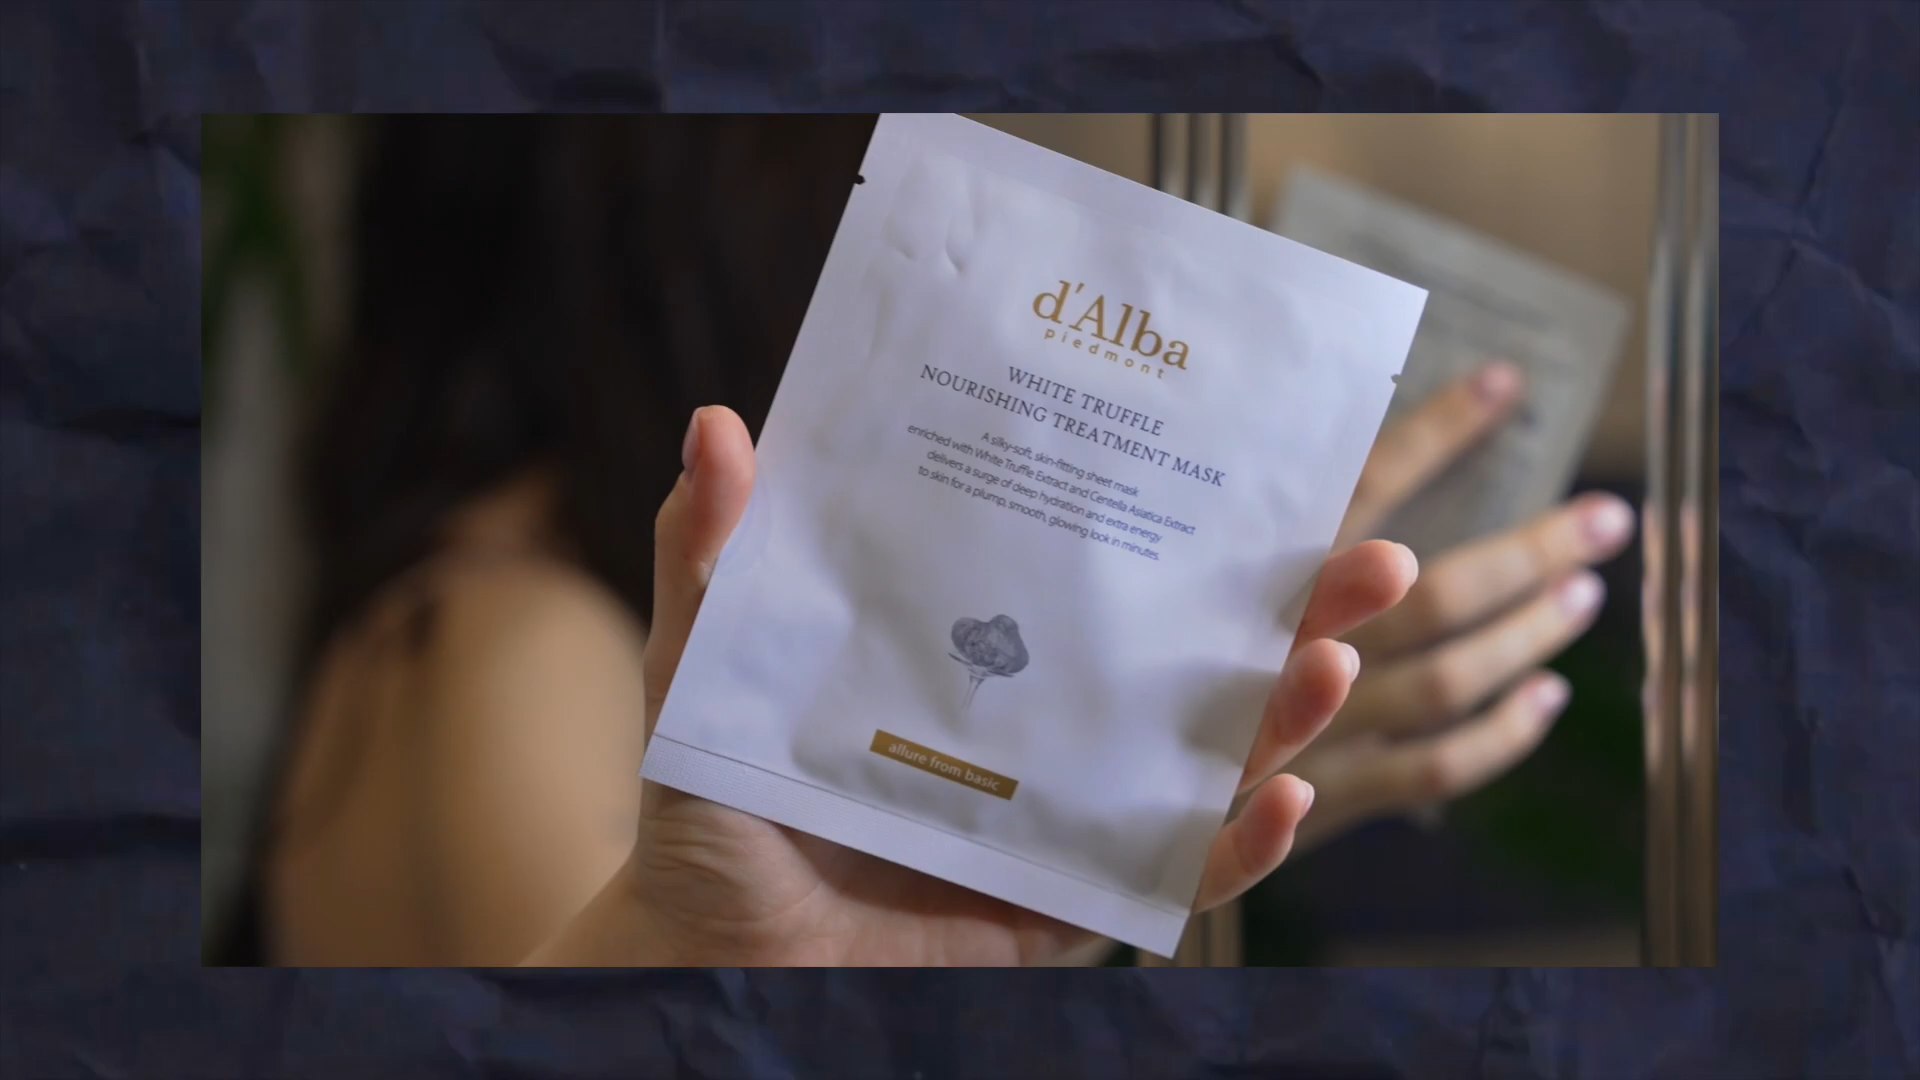 d'Alba
piedmont
WHITE TRUFFLE
NOURISHING TREATMENT MASK
A silky-soft, skin-fitting sheet mask
enriched with White Truffle Extract and Centella Asiatica Extract
delivers a surge of deep hydration and extra energy
to skin for a plump, smooth, glowing look in minutes.
allure from basic